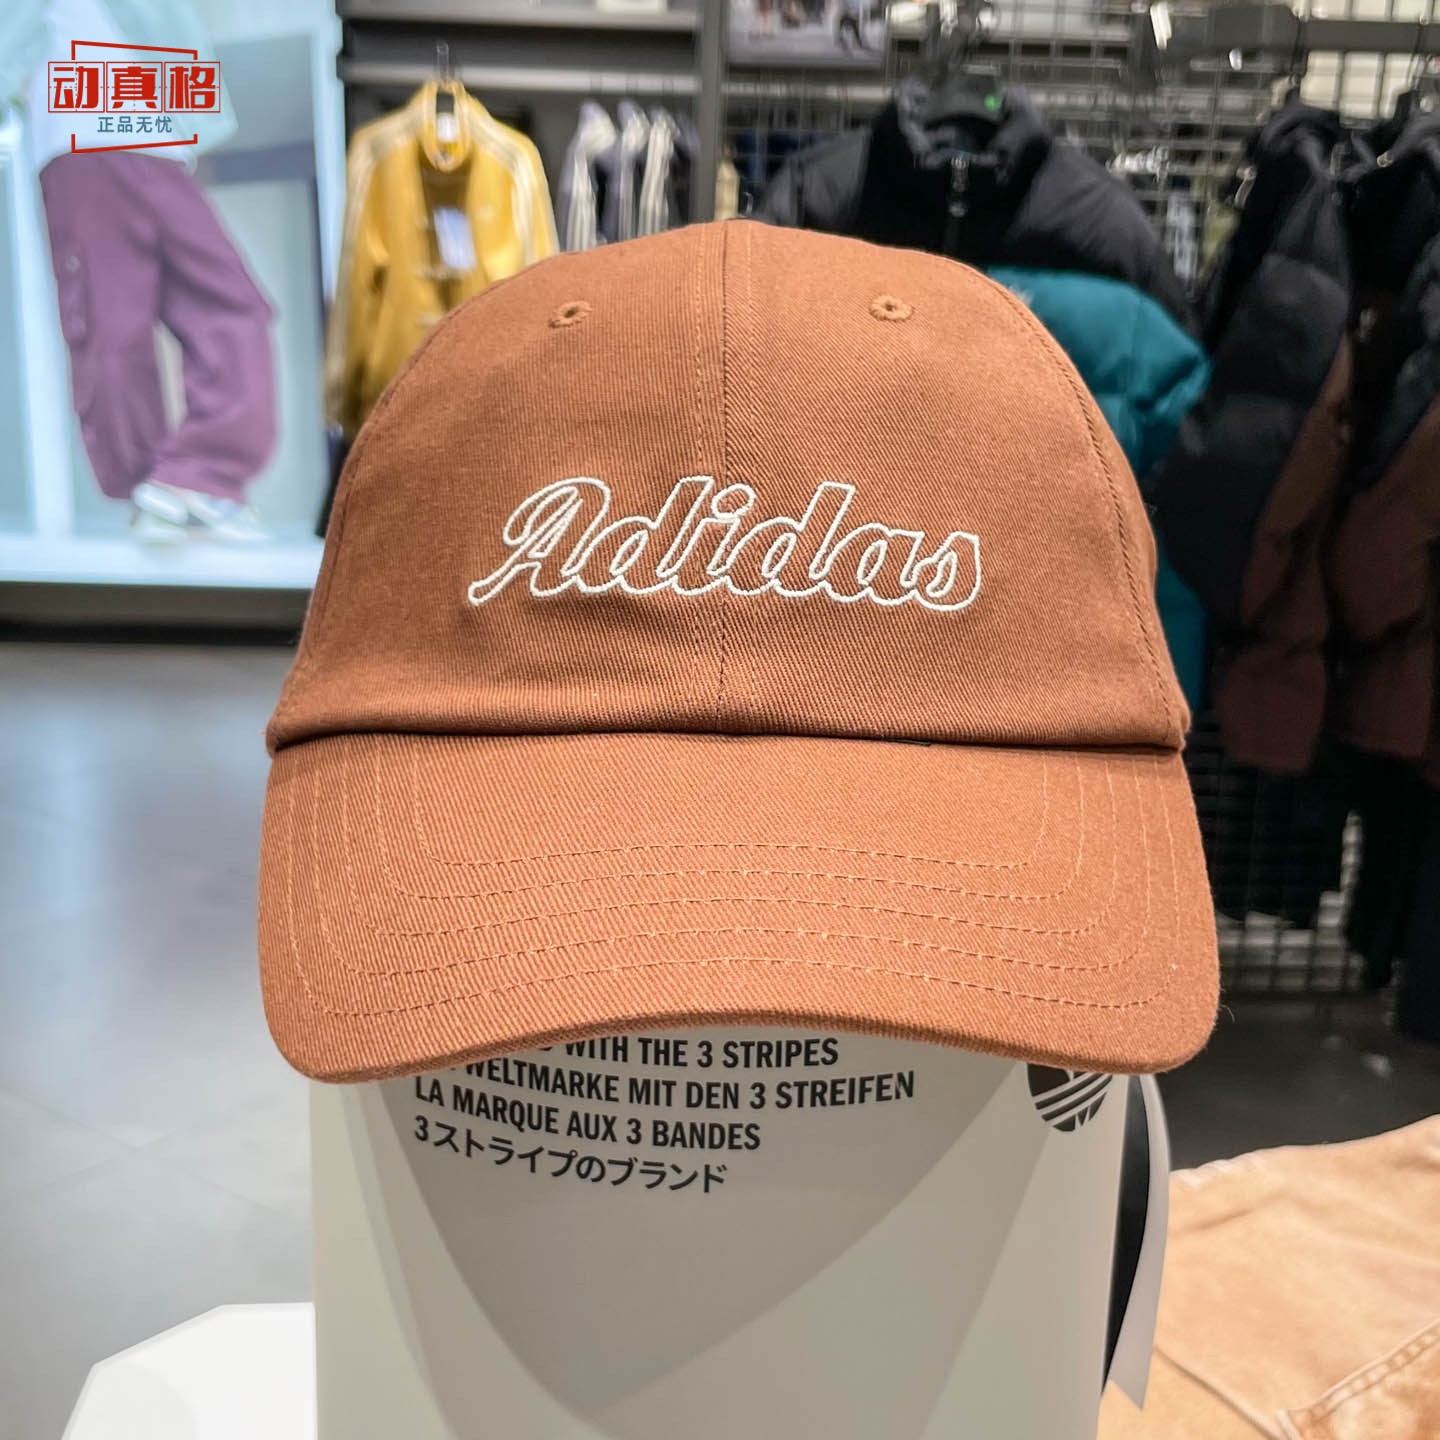 动真格
正品无忧
Adidas
WITH THE 3 STRIPES
WELTMARKE MIT DEN 3 STREIFEN
LA MARQUE AUX 3 BANDES
3ストライプのブランド